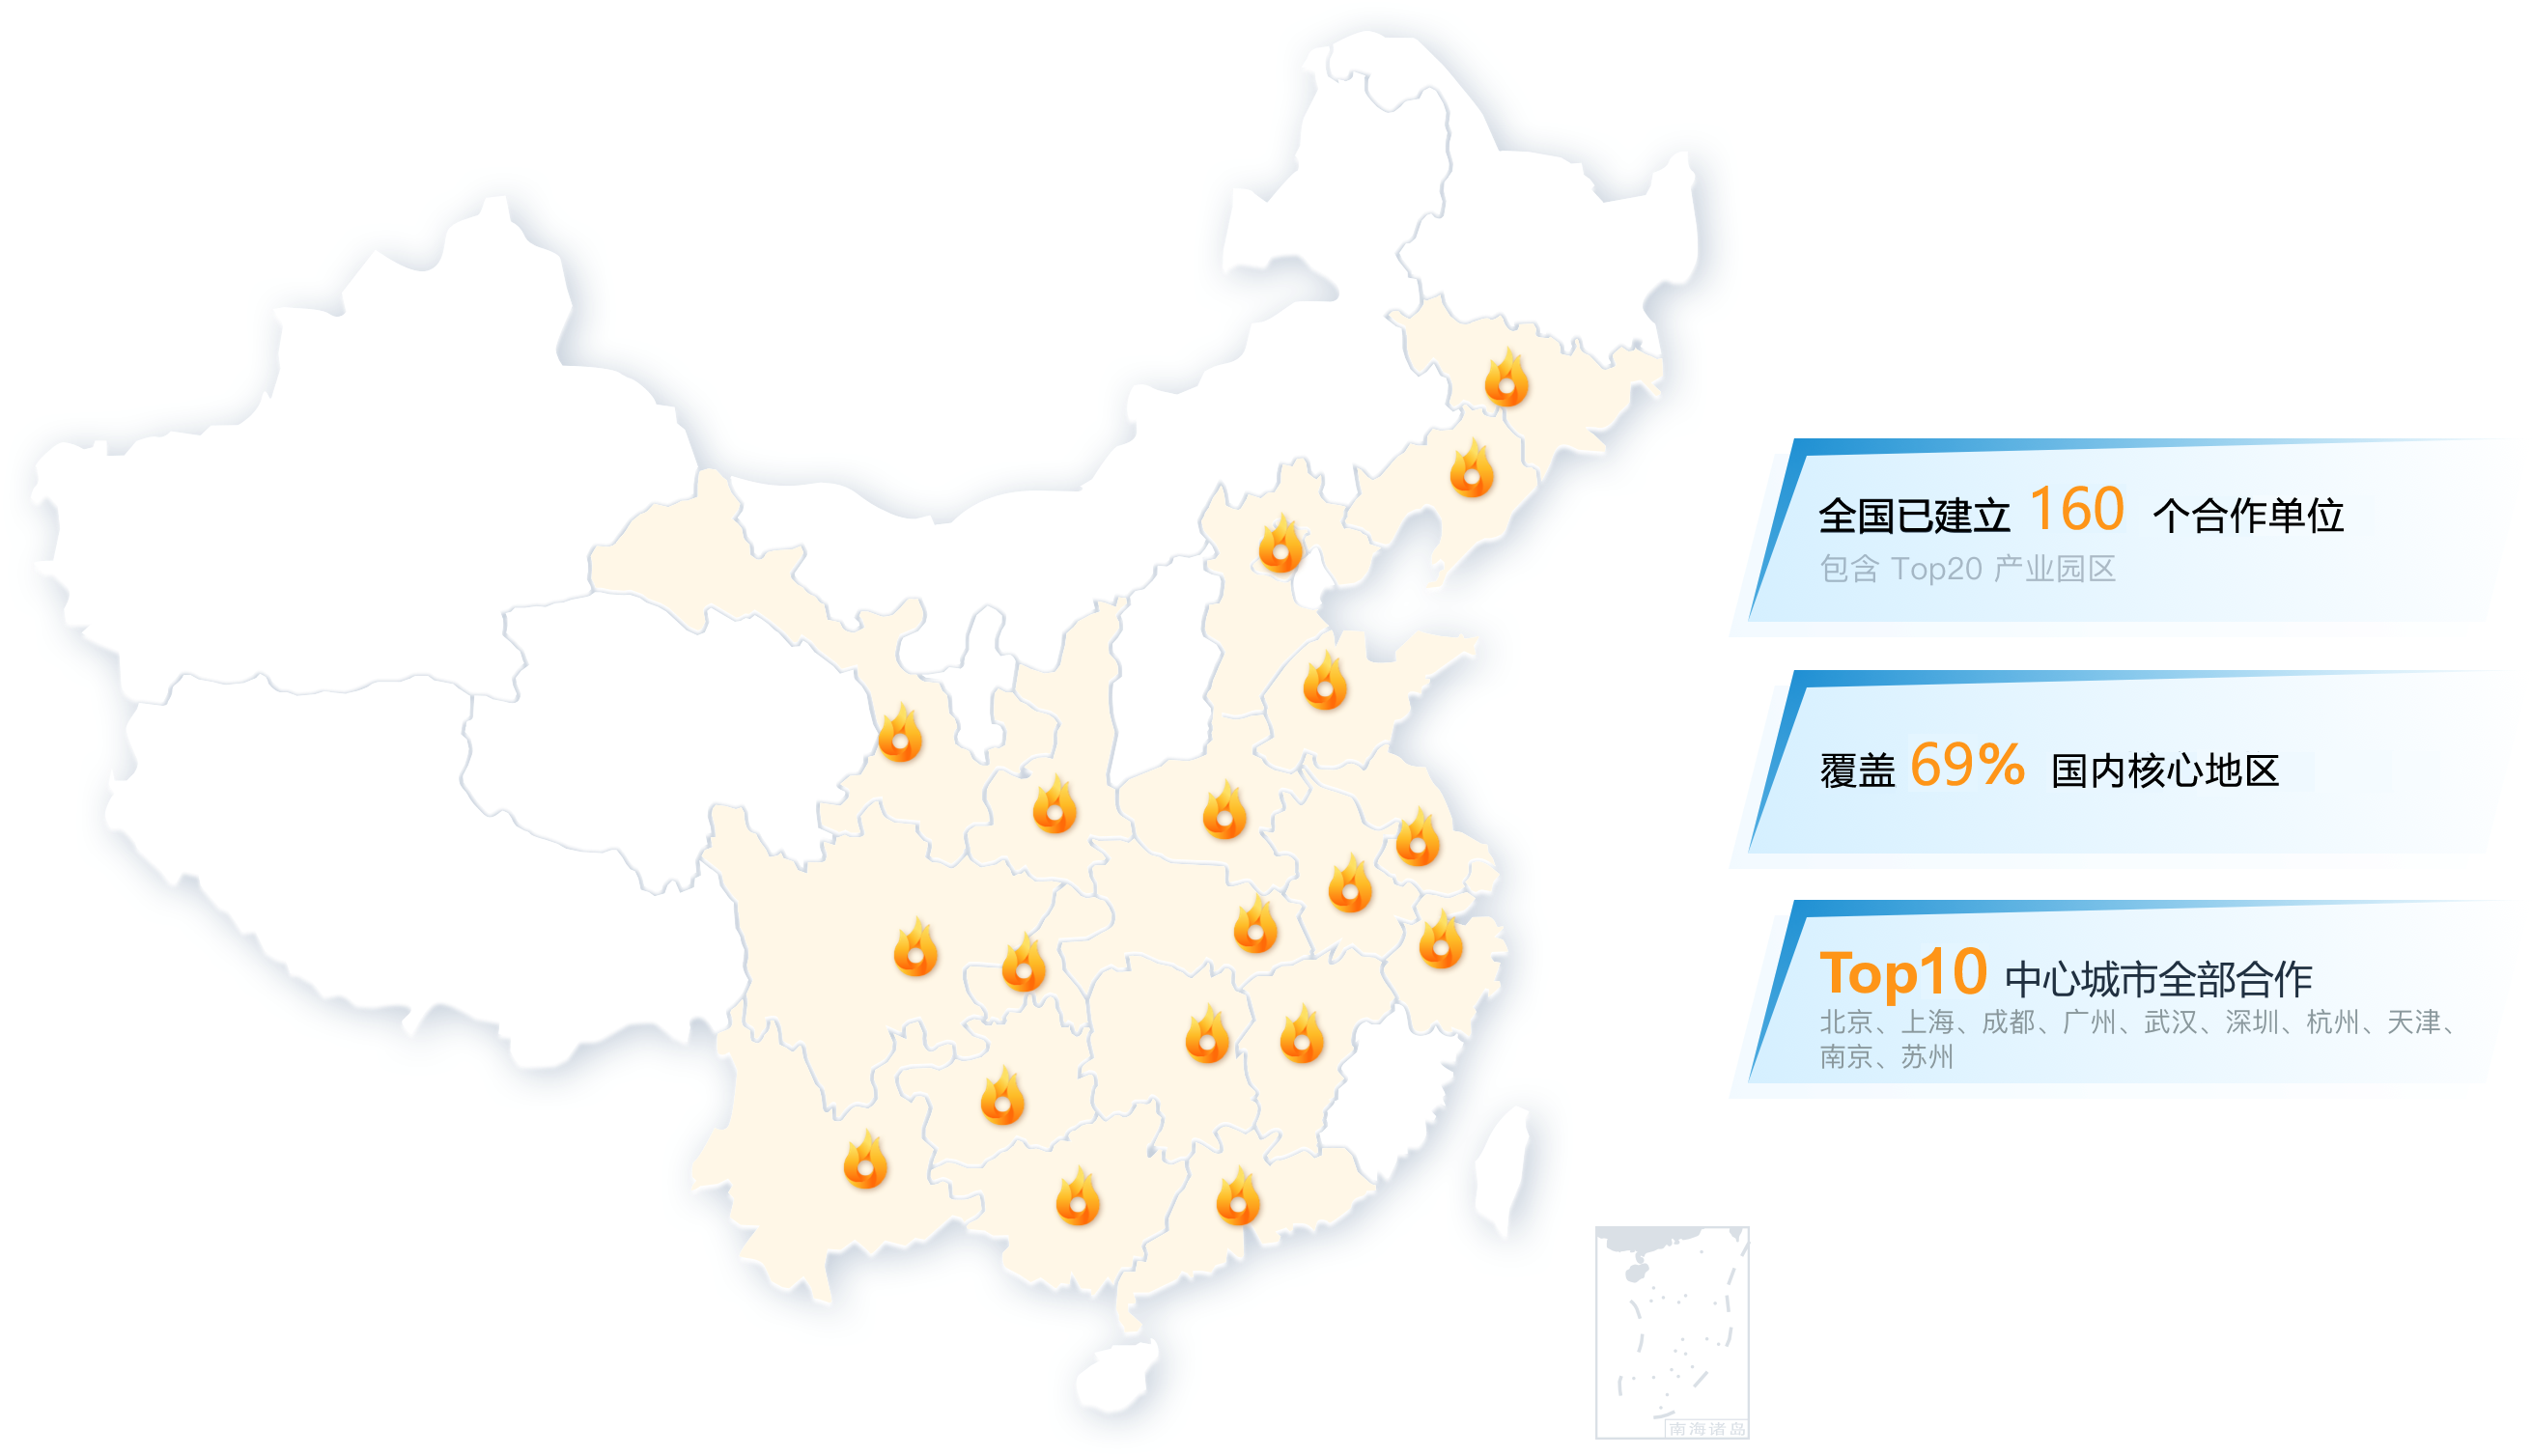 全国已建立 160 个合作单位
包含 Top20 产业园区
覆盖 69% 国内核心地区
Top10 中心城市全部合作
北京、上海、成都、广州、武汉、深圳、杭州、天津、
南京、苏州
南海诸岛